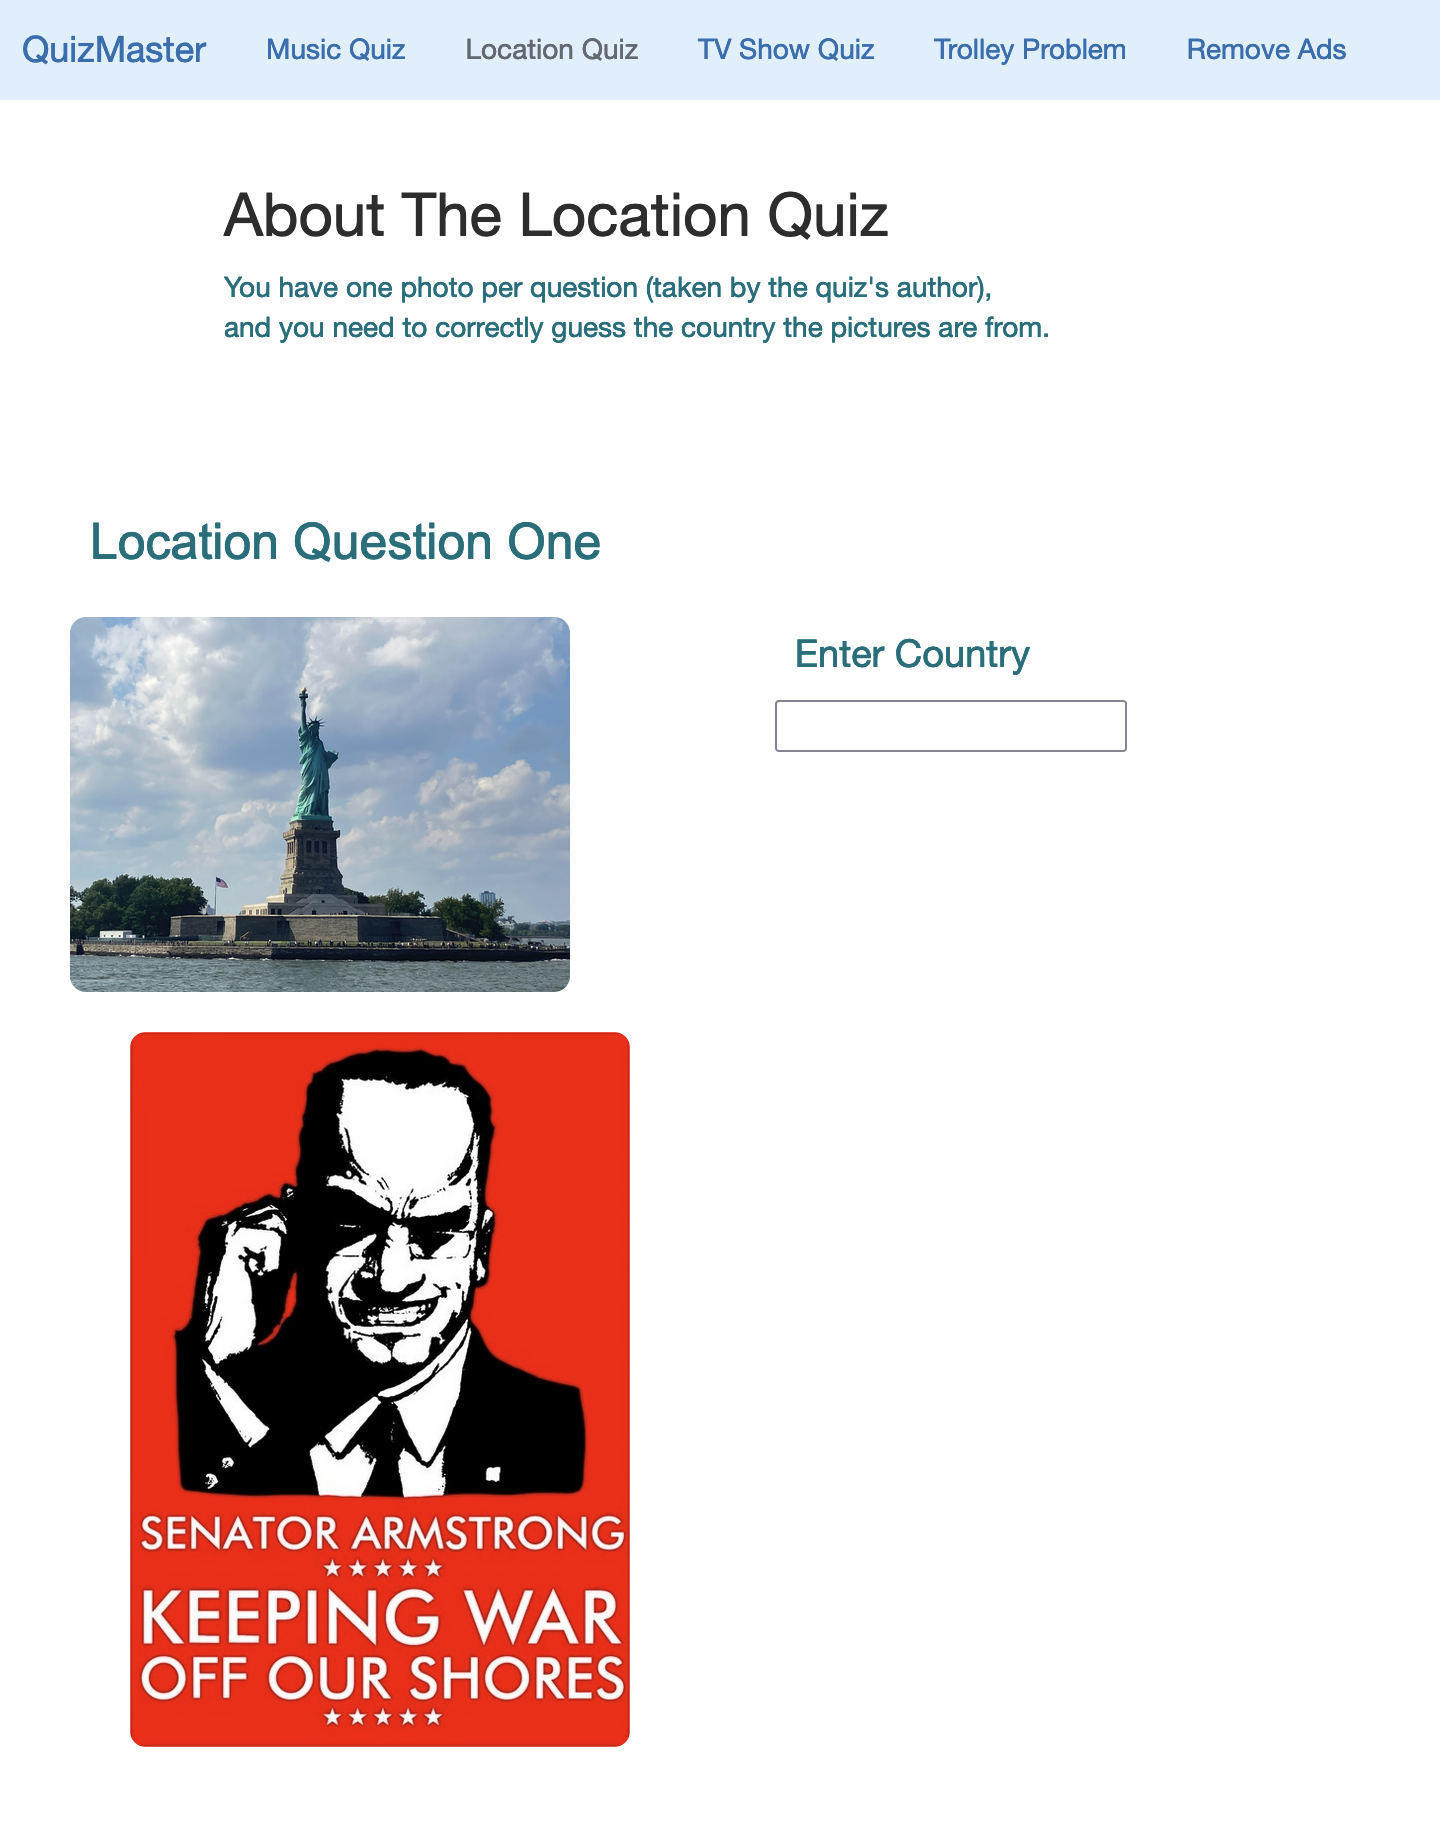 QuizMaster Music Quiz Location Quiz TV Show Quiz Trolley Problem Remove Ads
About The Location Quiz
You have one photo per question (taken by the quiz's author),
and you need to correctly guess the country the pictures are from.
Location Question One
Enter Country
SENATOR ARMSTRONG
KEEPING WAR
OFF OUR SHORES